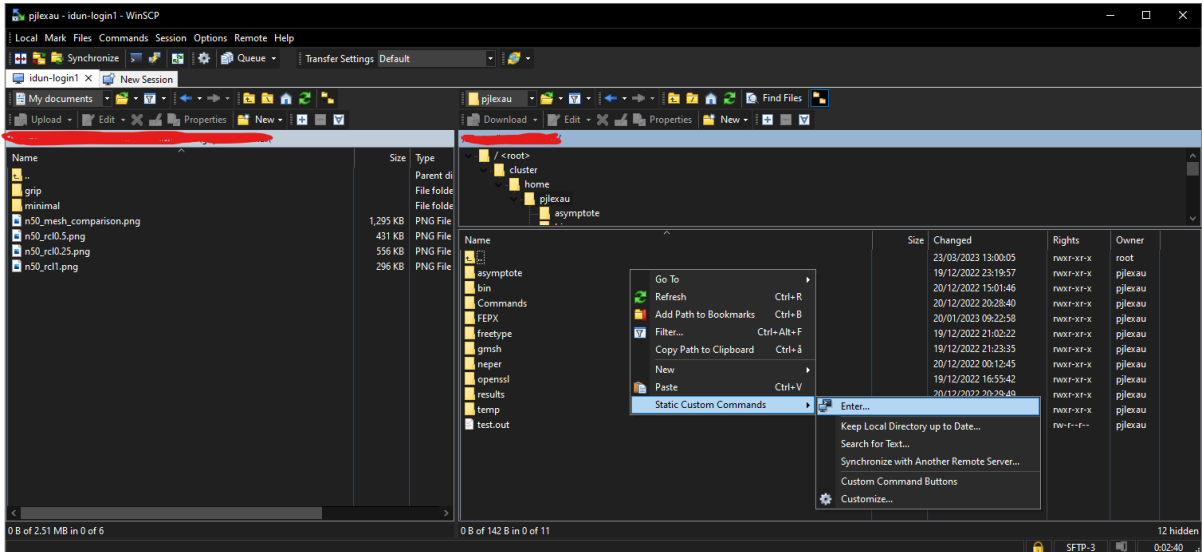 pjlexau - idun-login1 - WinSCP
Local Mark Files Commands Session Options Remote Help
Synchronize Queue Transfer Settings Default
idun-login1 X New Session
My documents
Upload Edit Properties New
Name Size Type
.. Parent di
grip File folde
minimal File folde
n50_mesh_comparison.png 1,295 KB PNG File
n50_rcl0.5.png 431 KB PNG File
n50_rcl0.25.png 556 KB PNG File
n50_rcl1.png 296 KB PNG File
0 B of 2.51 MB in 0 of 6
pjlexau Find Files
Download Edit Properties New
/ <root>
cluster
home
pjlexau
asymptote
Name Size Changed Rights Owner
.. 23/03/2023 13:00:05 rwxr-xr-x root
asymptote 19/12/2022 23:19:57 rwxr-xr-x pjlexau
bin 20/12/2022 15:01:46 rwxr-xr-x pjlexau
Commands 20/12/2022 20:28:40 rwxr-xr-x pjlexau
FEPX 20/01/2023 09:22:58 rwxr-xr-x pjlexau
freetype 19/12/2022 21:02:22 rwxr-xr-x pjlexau
gmsh 19/12/2022 21:23:35 rwxr-xr-x pjlexau
neper 20/12/2022 00:12:45 rwxr-xr-x pjlexau
openssl 19/12/2022 16:55:42 rwxr-xr-x pjlexau
results 20/12/2022 20:29:49 rwxr-xr-x pjlexau
temp rwxr-xr-x pjlexau
test.out rw-r--r-- pjlexau
Go To
Refresh Ctrl+R
Add Path to Bookmarks Ctrl+B
Filter... Ctrl+Alt+F
Copy Path to Clipboard Ctrl+å
New
Paste Ctrl+V
Static Custom Commands
Enter...
Keep Local Directory up to Date...
Search for Text...
Synchronize with Another Remote Server...
Custom Command Buttons
Customize...
0 B of 142 B in 0 of 11 12 hidden
SFTP-3 0:02:40